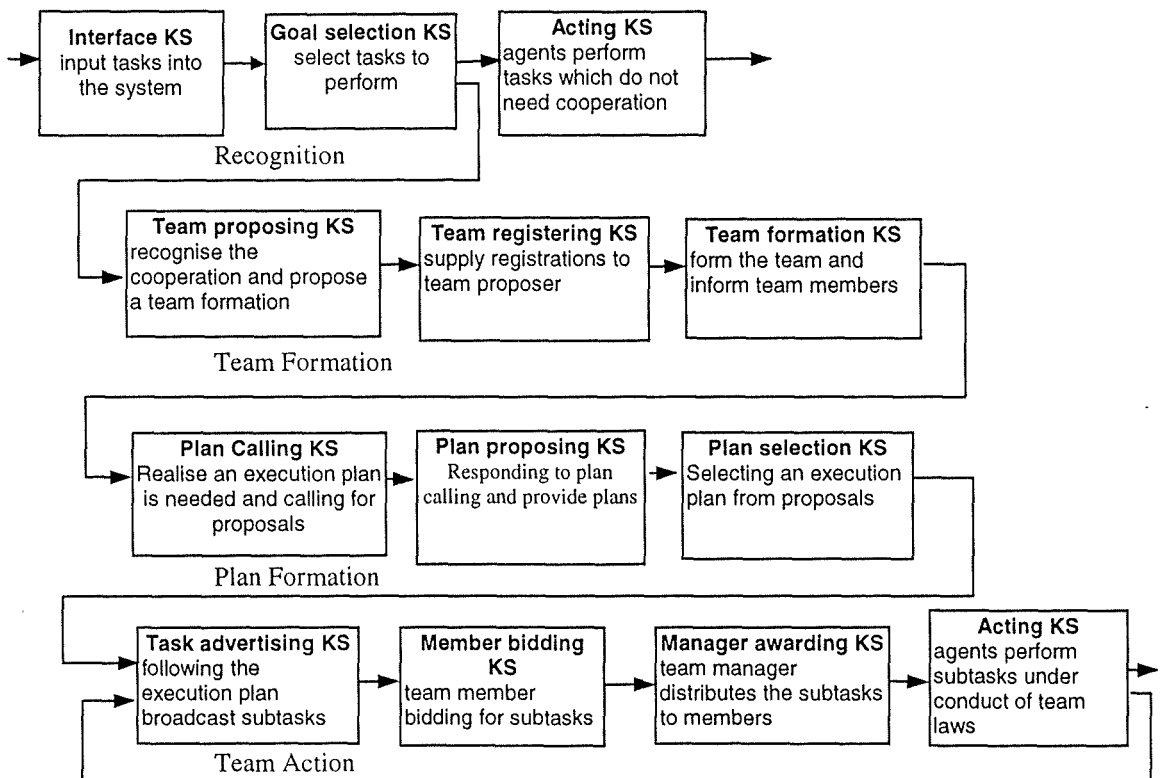 Interface KS
input tasks into
the system
Goal selection KS
select tasks to
perform
Acting KS
agents perform
tasks which do not
need cooperation
Recognition
Team proposing KS
recognise the
cooperation and propose
a team formation
Team registering KS
supply registrations to
team proposer
Team formation KS
form the team and
inform team members
Team Formation
Plan Calling KS
Realise an execution plan
is needed and calling for
proposals
Plan proposing KS
Responding to plan
calling and provide plans
Plan selection KS
Selecting an execution
plan from proposals
Plan Formation
Task advertising KS
following the
execution plan
broadcast subtasks
Member bidding
KS
team member
bidding for subtasks
Manager awarding KS
team manager
distributes the subtasks
to members
Acting KS
agents perform
subtasks under
conduct of team
laws
Team Action